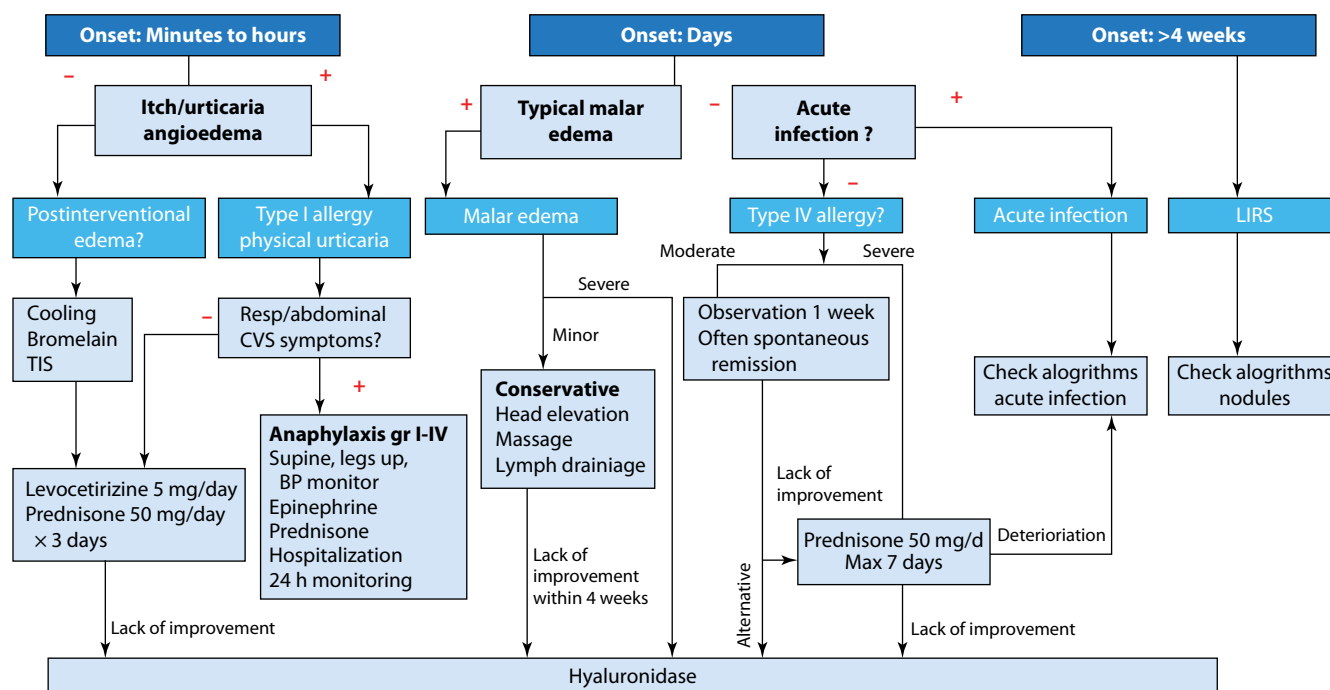 Onset: Minutes to hours
Onset: Days
Onset: >4 weeks
–
+
Itch/urticaria
angioedema
+
Typical malar
edema
–
Acute
infection ?
+
–
Postinterventional
edema?
Type I allergy
physical urticaria
Malar edema
Type IV allergy?
Acute infection
LIRS
Moderate
Severe
Severe
Cooling
Bromelain
TIS
–
Resp/abdominal
CVS symptoms?
+
Minor
Observation 1 week
Often spontaneous
remission
Check alogrithms
acute infection
Check alogrithms
nodules
Conservative
Head elevation
Massage
Lymph drainiage
Anaphylaxis gr I-IV
Supine, legs up,
BP monitor
Epinephrine
Prednisone
Hospitalization
24 h monitoring
Levocetirizine 5 mg/day
Prednisone 50 mg/day
× 3 days
Lack of
improvement
Prednisone 50 mg/d
Max 7 days
Deterioration
Lack of
improvement
within 4 weeks
Alternative
Lack of improvement
Lack of improvement
Hyaluronidase